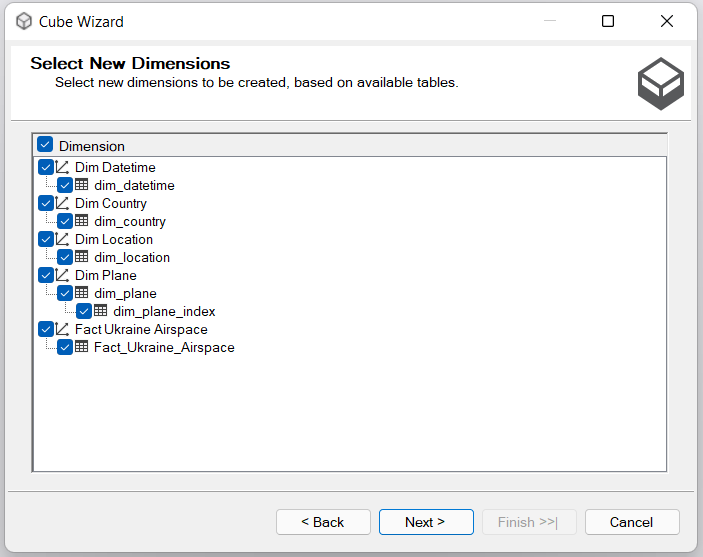 Cube Wizard
Select New Dimensions
Select new dimensions to be created, based on available tables.
Dimension
Dim Datetime
dim_datetime
Dim Country
dim_country
Dim Location
dim_location
Dim Plane
dim_plane
dim_plane_index
Fact Ukraine Airspace
Fact_Ukraine_Airspace
< Back
Next >
Finish >>|
Cancel